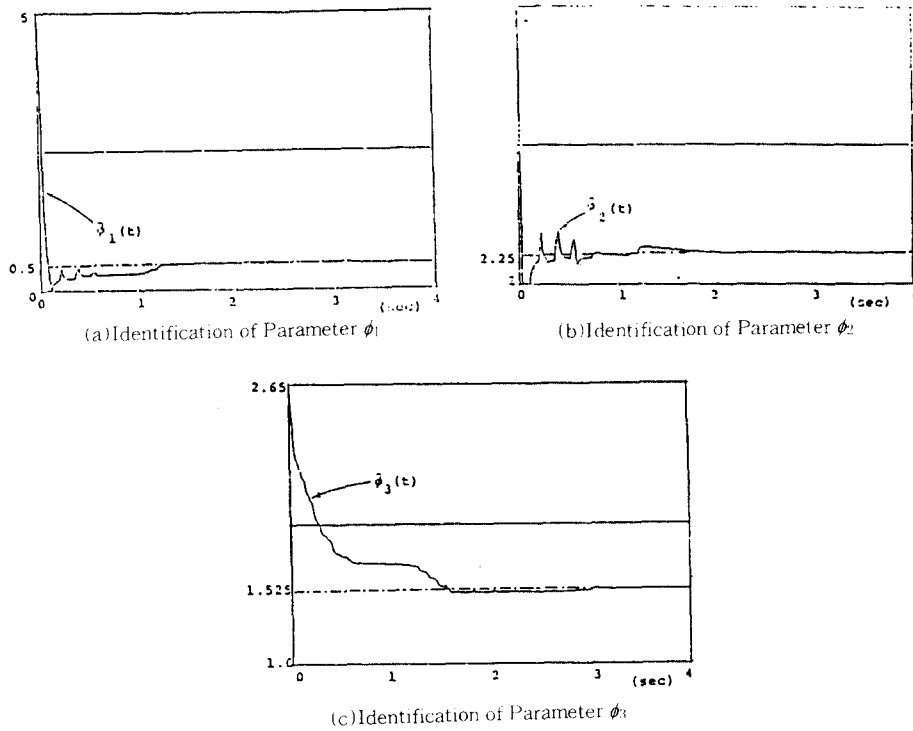 5
φ̂₁(t)
0.5
0 1 2 3 4
(sec)
(a)Identification of Parameter ϕ₁
φ̂₂(t)
2.25
0 1 2 3
(sec)
(b)Identification of Parameter ϕ₂
2.65
φ̂₃(t)
1.525
1.0
0 1 2 3 4
(sec)
(c)Identification of Parameter ϕ₃